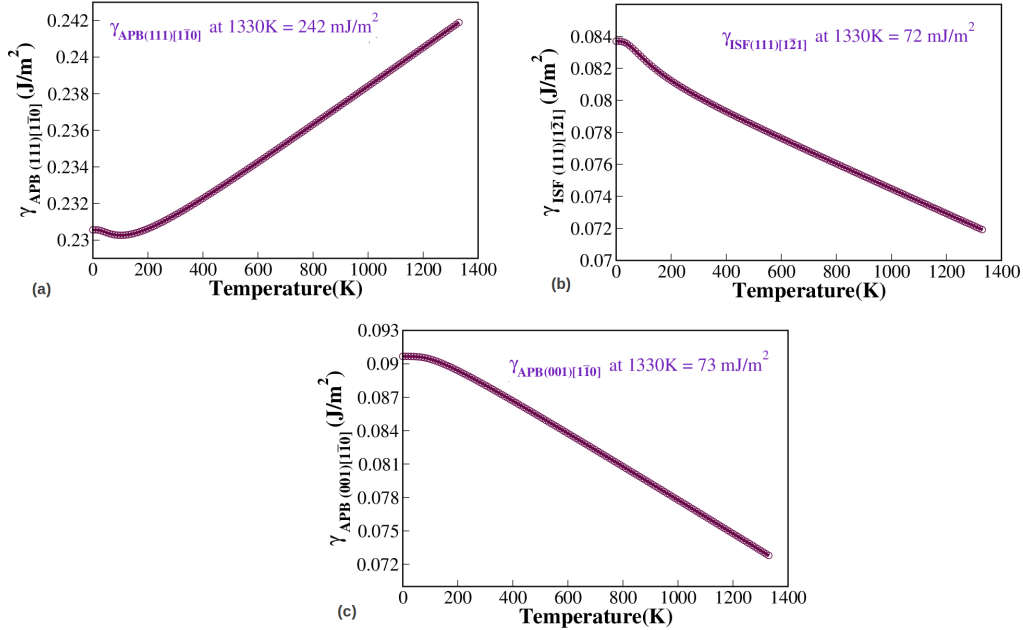 γAPB(111)[11̄0] at 1330K = 242 mJ/m²
γAPB (111)[11̄0] (J/m²)
0.242
0.24
0.238
0.236
0.234
0.232
0.23
0 200 400 600 800 1000 1200 1400
Temperature(K)
(a)
γISF(111)[12̄1] at 1330K = 72 mJ/m²
γISF (111)[12̄1] (J/m²)
0.084
0.082
0.08
0.078
0.076
0.074
0.072
0.07
0 200 400 600 800 1000 1200 1400
Temperature(K)
(b)
γAPB(001)[11̄0] at 1330K = 73 mJ/m²
γAPB (001)[11̄0] (J/m²)
0.093
0.09
0.087
0.084
0.081
0.078
0.075
0.072
0 200 400 600 800 1000 1200 1400
Temperature(K)
(c)